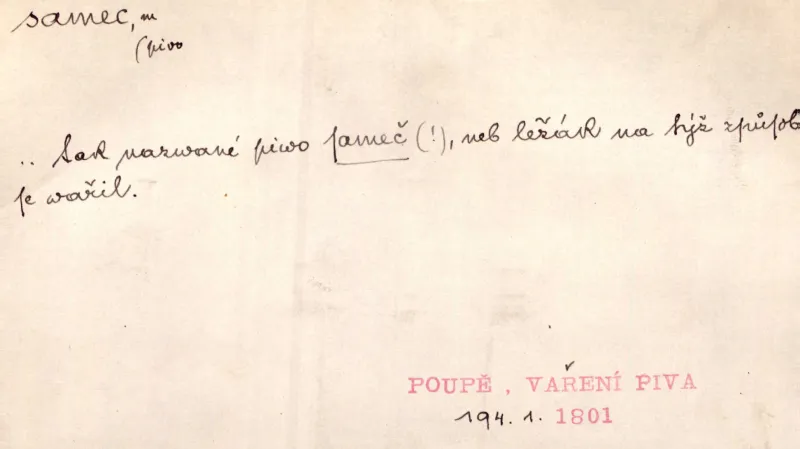 samec, m
(pivo
.. tak nazwané piwo sameč (!), neb ležák na týž způsob
se wařil.
POUPĚ, VAŘENÍ PIVA
194. 1. 1801